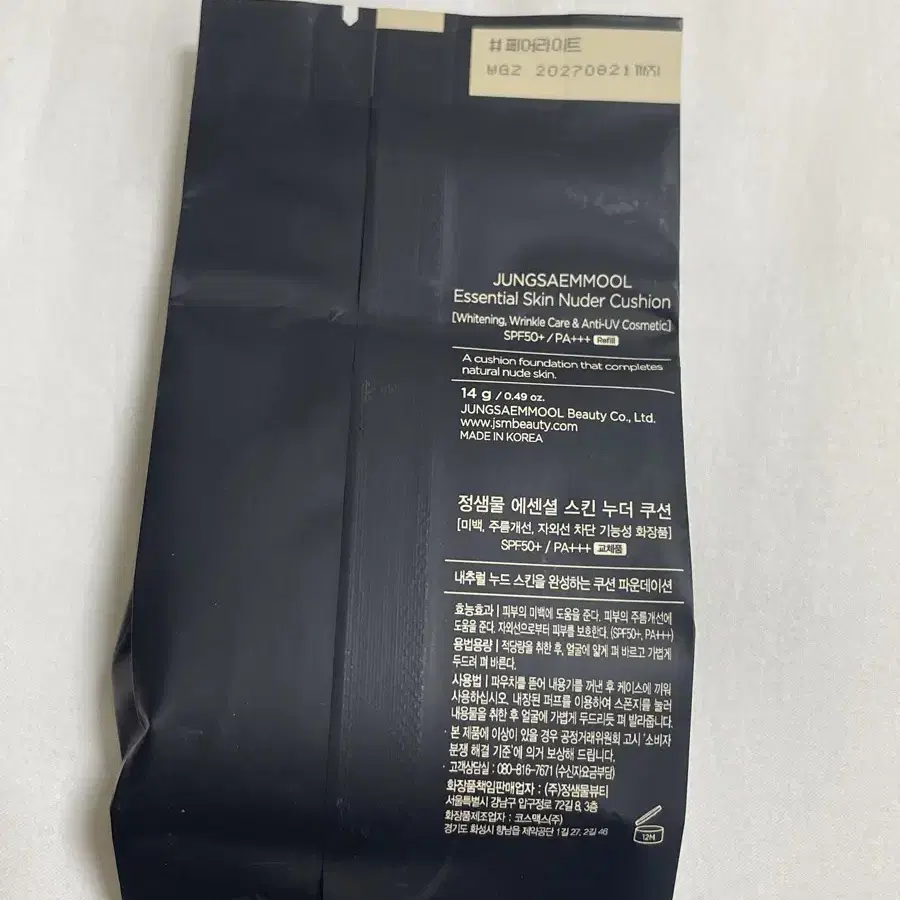 #페어라이트
WG2 20270821까지
JUNGSAEMMOOL
Essential Skin Nuder Cushion
[Whitening, Wrinkle Care & Anti-UV Cosmetic]
SPF50+ / PA+++ Refill
A cushion foundation that completes
natural nude skin.
14 g / 0.49 oz.
JUNGSAEMMOOL Beauty Co., Ltd.
www.jsmbeauty.com
MADE IN KOREA
정샘물 에센셜 스킨 누더 쿠션
[미백, 주름개선, 자외선 차단 기능성 화장품]
SPF50+ / PA+++ 교체품
내추럴 누드 스킨을 완성하는 쿠션 파운데이션
효능효과 | 피부의 미백에 도움을 준다. 피부의 주름개선에
도움을 준다. 자외선으로부터 피부를 보호한다. (SPF50+, PA+++)
용법용량 | 적당량을 취한 후, 얼굴에 얇게 펴 바르고 가볍게
두드려 펴 바른다.
사용법 | 파우치를 뜯어 내용기를 꺼낸 후 케이스에 끼워
사용하십시오. 내장된 퍼프를 이용하여 스폰지를 눌러
내용물을 취한 후 얼굴에 가볍게 두드리듯 펴 발라줍니다.
· 본 제품에 이상이 있을 경우 공정거래위원회 고시 '소비자
분쟁 해결 기준'에 의거 보상해 드립니다.
· 고객상담실 : 080-816-7671 (수신자요금부담)
화장품책임판매업자 : (주)정샘물뷰티
서울특별시 강남구 압구정로 72길 8, 3층
화장품제조업자 : 코스맥스(주)
경기도 화성시 향남읍 제약공단 1길 27, 2길 46
12M